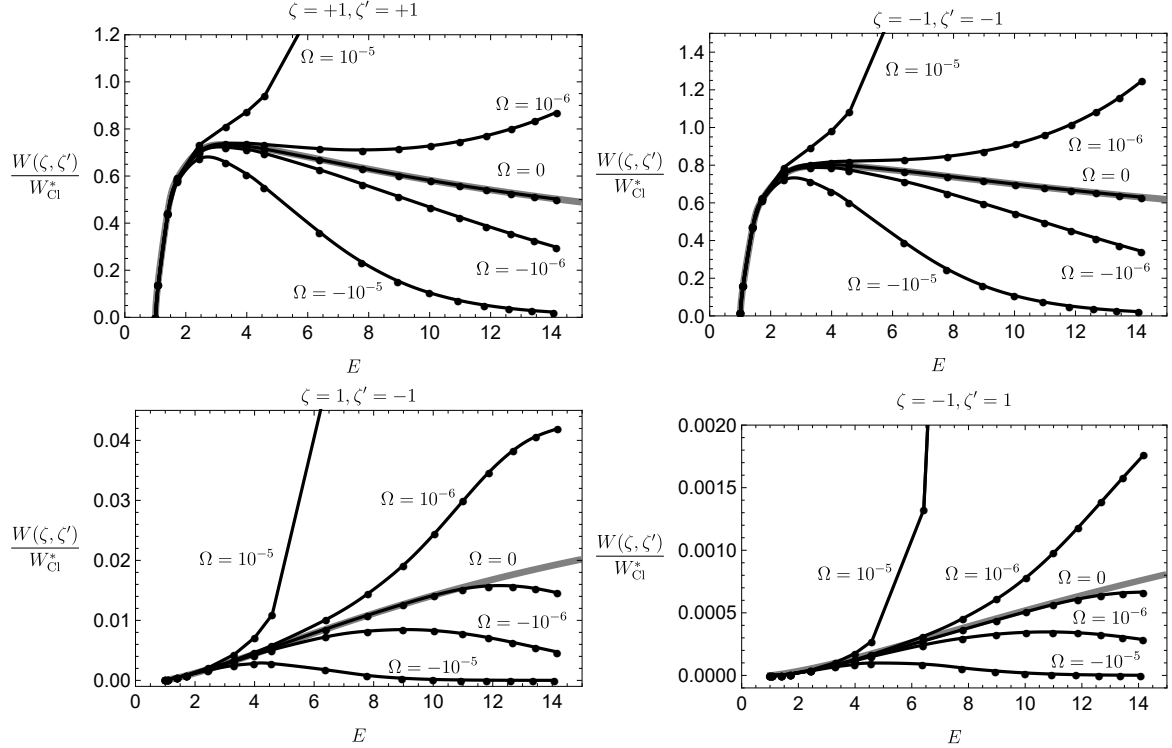 ζ = +1, ζ′ = +1
1.2
1.0
0.8
0.6
0.4
0.2
0.0
0 2 4 6 8 10 12 14
W(ζ, ζ′)
W*Cl
E
Ω = 10⁻⁵
Ω = 10⁻⁶
Ω = 0
Ω = −10⁻⁶
Ω = −10⁻⁵
ζ = −1, ζ′ = −1
1.4
1.2
1.0
0.8
0.6
0.4
0.2
0.0
0 2 4 6 8 10 12 14
W(ζ, ζ′)
W*Cl
E
Ω = 10⁻⁵
Ω = 10⁻⁶
Ω = 0
Ω = −10⁻⁶
Ω = −10⁻⁵
ζ = 1, ζ′ = −1
0.04
0.03
0.02
0.01
0.00
0 2 4 6 8 10 12 14
W(ζ, ζ′)
W*Cl
E
Ω = 10⁻⁶
Ω = 10⁻⁵
Ω = 0
Ω = −10⁻⁶
Ω = −10⁻⁵
ζ = −1, ζ′ = 1
0.0020
0.0015
0.0010
0.0005
0.0000
0 2 4 6 8 10 12 14
W(ζ, ζ′)
W*Cl
E
Ω = 10⁻⁵
Ω = 10⁻⁶
Ω = 0
Ω = 10⁻⁶
Ω = −10⁻⁵